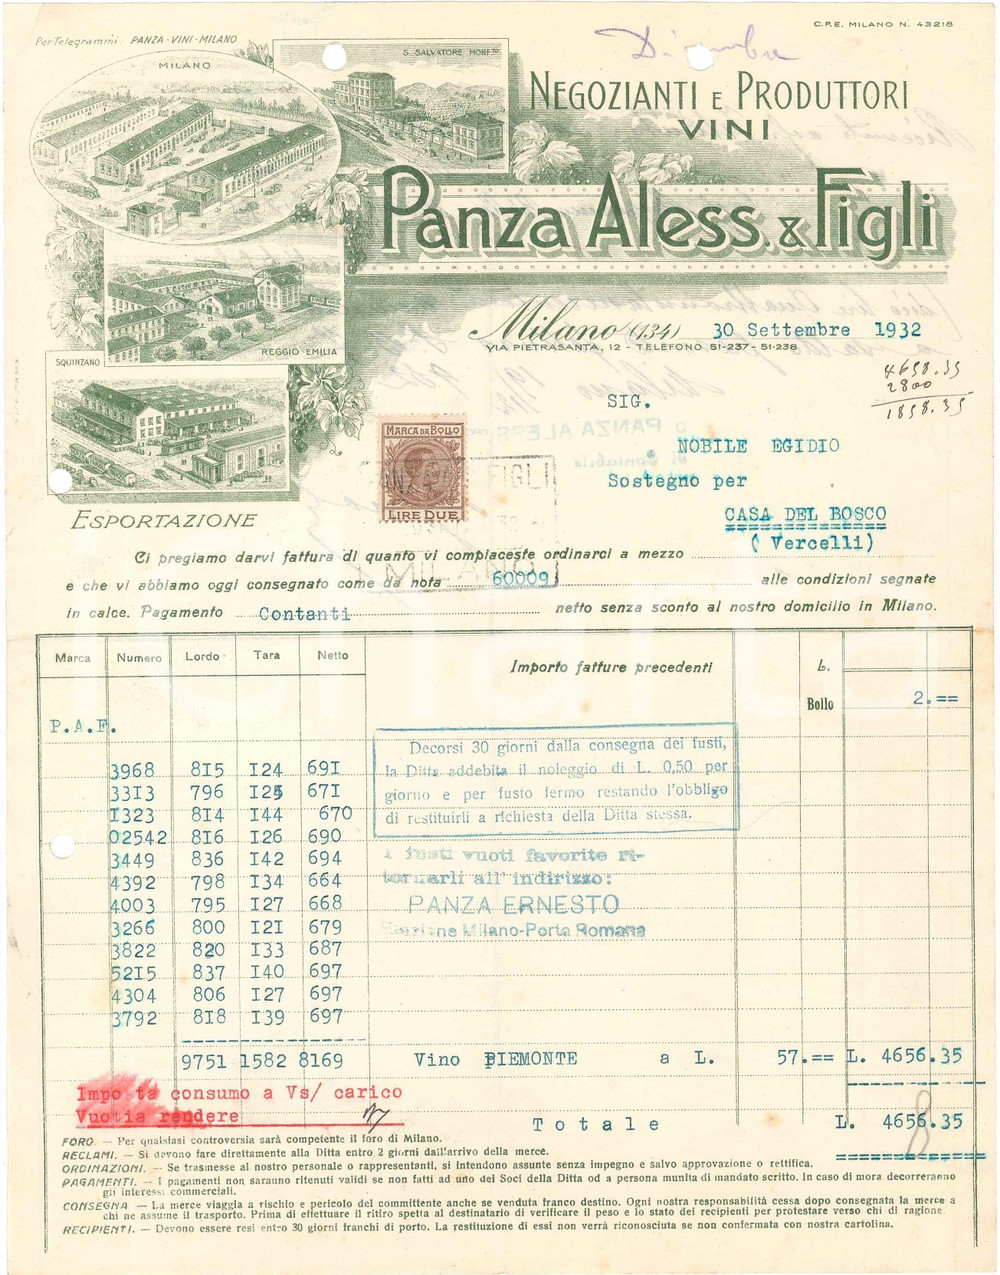 C.P.E. MILANO N. 43218
Per Telegrammi: PANZA-VINI-MILANO
Dicembre
MILANO
S. SALVATORE MONF.TO
NEGOZIANTI E PRODUTTORI
VINI
PANZA ALESS. & FIGLI
REGGIO EMILIA
SQUINZANO
Milano (134) 30 Settembre 1932
VIA PIETRASANTA, 12 - TELEFONO 51-237 - 51-238
4658.35
2800
1858.35
SIG.
NOBILE EGIDIO
Sostegno per
CASA DEL BOSCO
( Vercelli)
MARCA DA BOLLO
LIRE DUE
FIGLI
MILANO
ESPORTAZIONE
Ci pregiamo darvi fattura di quanto vi compiaceste ordinarci a mezzo
e che vi abbiamo oggi consegnato come da nota 60009 alle condizioni segnate
in calce. Pagamento Contanti netto senza sconto al nostro domicilio in Milano.
Marca Numero Lordo Tara Netto Importo fatture precedenti L.
Bollo 2.==
P.A.F.
3968 815 124 691
3313 796 125 671
1323 814 144 670
02542 816 126 690
3449 836 142 694
4392 798 134 664
4003 795 127 668
3266 800 121 679
3822 820 133 687
5215 837 140 697
4304 806 127 697
3792 818 139 697
Decorsi 30 giorni dalla consegna dei fusti,
la Ditta addebita il noleggio di L. 0,50 per
giorno e per fusto fermo restando l'obbligo
di restituirli a richiesta della Ditta stessa.
I fusti vuoti favorite ri-
tornarli all'indirizzo:
PANZA ERNESTO
Stazione Milano-Porta Romana
9751 1582 8169 Vino PIEMONTE a L. 57.== L. 4656.35
Imposta consumo a Vs/ carico
Vuoti a rendere
Totale L. 4656.35
FORO. — Per qualsiasi controversia sarà competente il foro di Milano.
RECLAMI. — Si devono fare direttamente alla Ditta entro 2 giorni dall'arrivo della merce.
ORDINAZIONI. — Se trasmesse al nostro personale o rappresentanti, si intendono assunte senza impegno e salvo approvazione o rettifica.
PAGAMENTI. — I pagamenti non saranno ritenuti validi se non fatti ad uno dei Soci della Ditta od a persona munita di mandato scritto. In caso di mora decorreranno
gli interessi commerciali.
CONSEGNA — La merce viaggia a rischio e pericolo del committente anche se venduta franco destino. Ogni nostra responsabilità cessa dopo consegnata la merce a
chi ne assume il trasporto. Prima di effettuare il ritiro spetta al destinatario di verificare il peso e lo stato dei recipienti per protestare verso chi di ragione.
RECIPIENTI. — Devono essere resi entro 30 giorni franchi di porto. La restituzione di essi non verrà riconosciuta se non confermata con nostra cartolina.